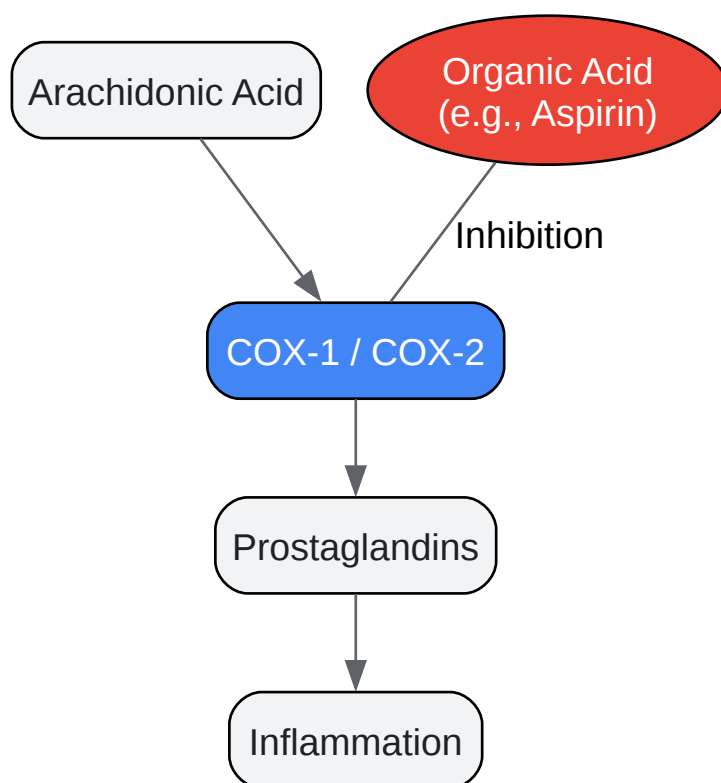 Arachidonic Acid
Organic Acid
(e.g., Aspirin)
Inhibition
COX-1 / COX-2
Prostaglandins
Inflammation